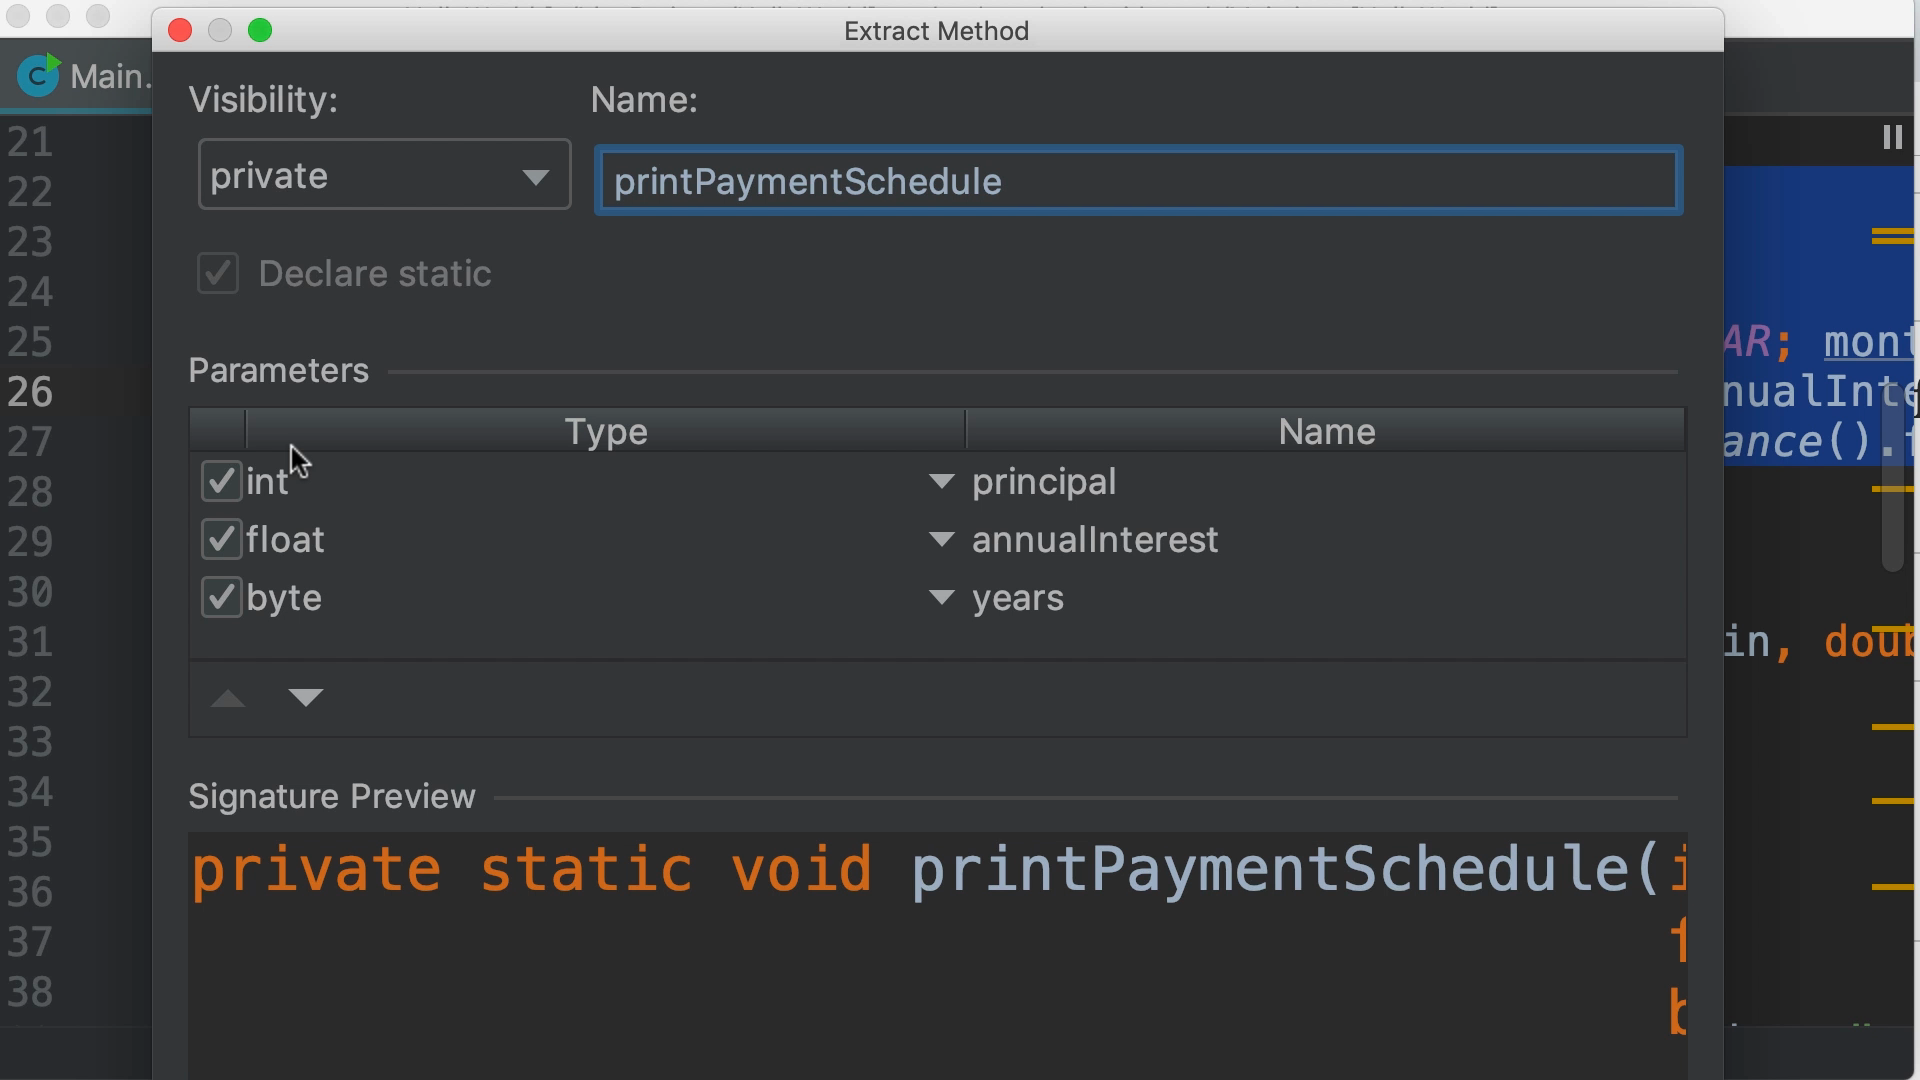 Extract Method
Main.
Visibility:
Name:
private
printPaymentSchedule
Declare static
Parameters
Type
Name
int
principal
float
annualInterest
byte
years
Signature Preview
private static void printPaymentSchedule(i
f
b
21
22
23
24
25
26
27
28
29
30
31
32
33
34
35
36
37
38
AR; mont
nualInte
ance().f
in, doub